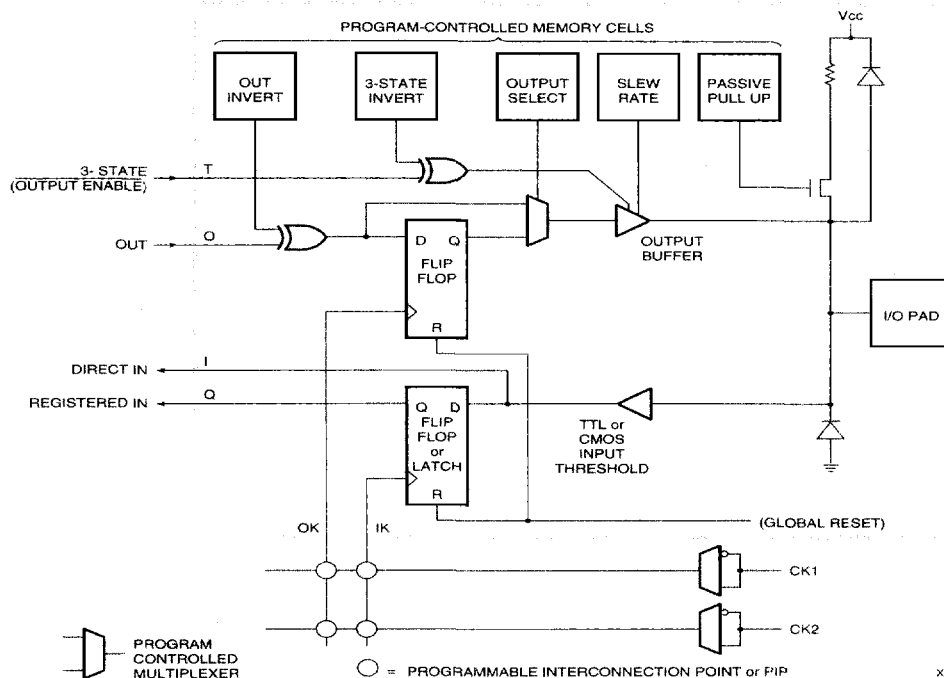 PROGRAM-CONTROLLED MEMORY CELLS
Vcc
OUT
INVERT
3-STATE
INVERT
OUTPUT
SELECT
SLEW
RATE
PASSIVE
PULL UP
3- STATE
(OUTPUT ENABLE)
T
OUT
O
D Q
FLIP
FLOP
R
OUTPUT
BUFFER
I/O PAD
DIRECT IN
I
REGISTERED IN
Q
Q D
FLIP
FLOP
or
LATCH
R
TTL or
CMOS
INPUT
THRESHOLD
OK
IK
(GLOBAL RESET)
CK1
CK2
PROGRAM
CONTROLLED
MULTIPLEXER
= PROGRAMMABLE INTERCONNECTION POINT or PIP
X